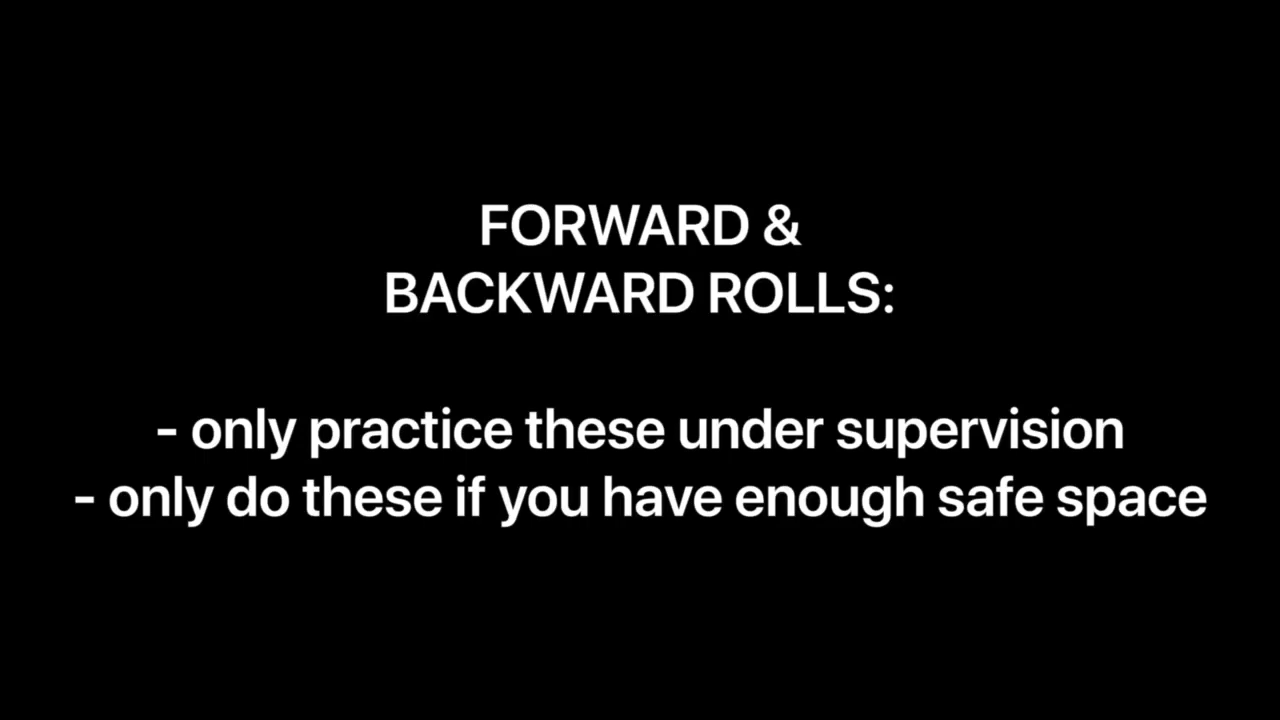 FORWARD &
BACKWARD ROLLS:
- only practice these under supervision
- only do these if you have enough safe space